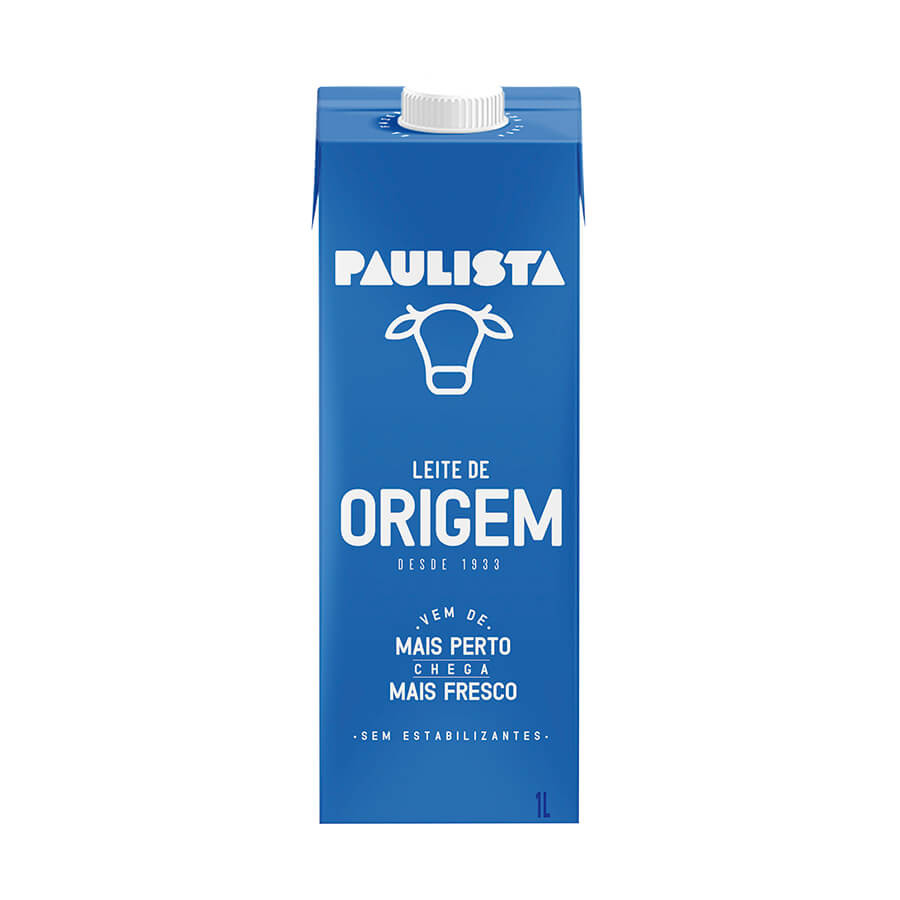 PAULISTA
LEITE DE
ORIGEM
DESDE 1933
·VEM DE·
MAIS PERTO
CHEGA
MAIS FRESCO
·SEM ESTABILIZANTES·
1L